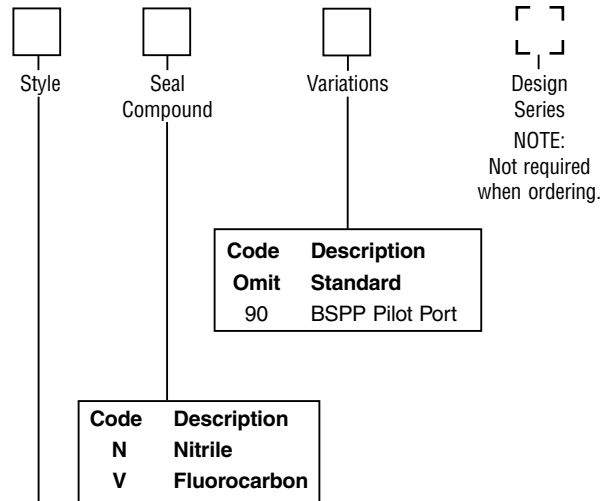 Style
Seal
Compound
Variations
Design
Series
NOTE:
Not required
when ordering.
Code Description
Omit Standard
90 BSPP Pilot Port
Code Description
N Nitrile
V Fluorocarbon